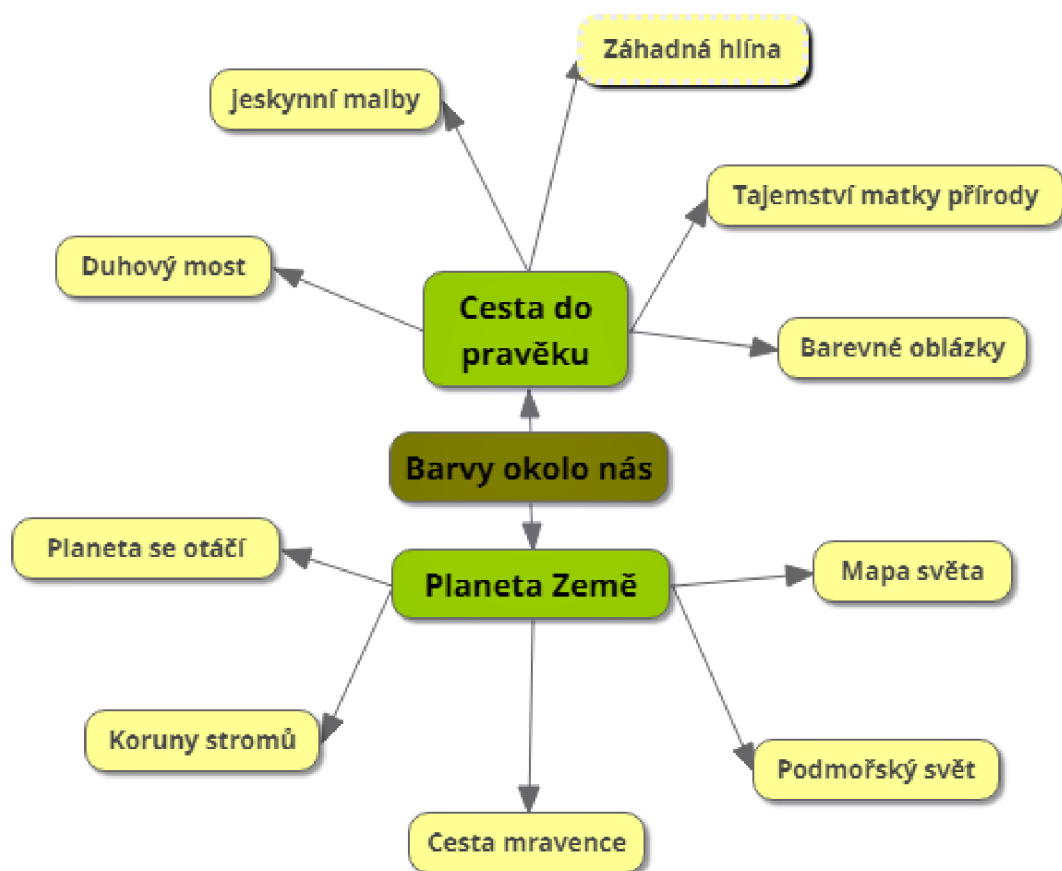 Záhadná hlína
jeskynní malby
Tajemství matky přírody
Duhový most
Cesta do
pravěku
Barevné oblázky
Barvy okolo nás
Planeta se otáčí
Mapa světa
Planeta Země
Koruny stromů
Podmořský svět
Cesta mravence